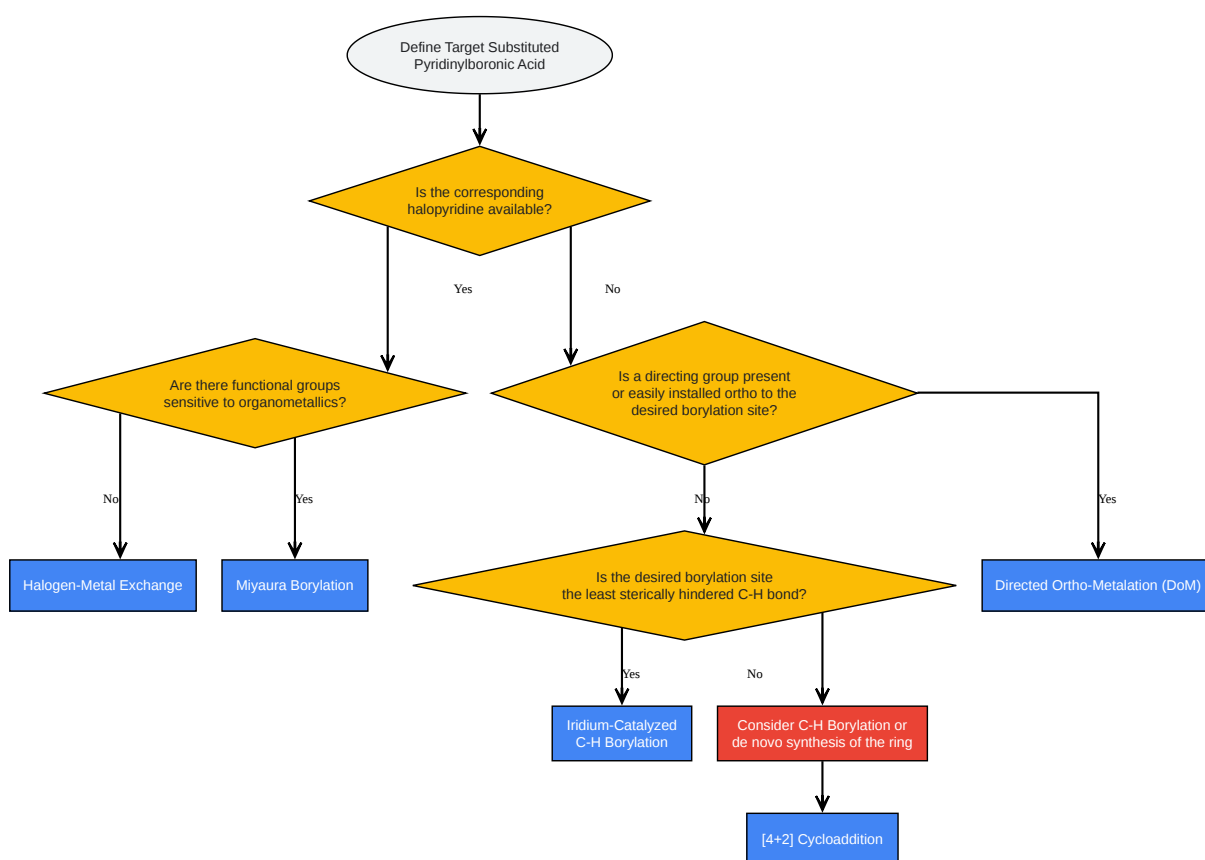 Define Target Substituted
Pyridinylboronic Acid
Is the corresponding
halopyridine available?
Yes
No
Are there functional groups
sensitive to organometallics?
Is a directing group present
or easily installed ortho to the
desired borylation site?
No
Yes
No
Yes
Halogen-Metal Exchange
Miyaura Borylation
Is the desired borylation site
the least sterically hindered C-H bond?
Directed Ortho-Metalation (DoM)
Yes
No
Iridium-Catalyzed
C-H Borylation
Consider C-H Borylation or
de novo synthesis of the ring
[4+2] Cycloaddition